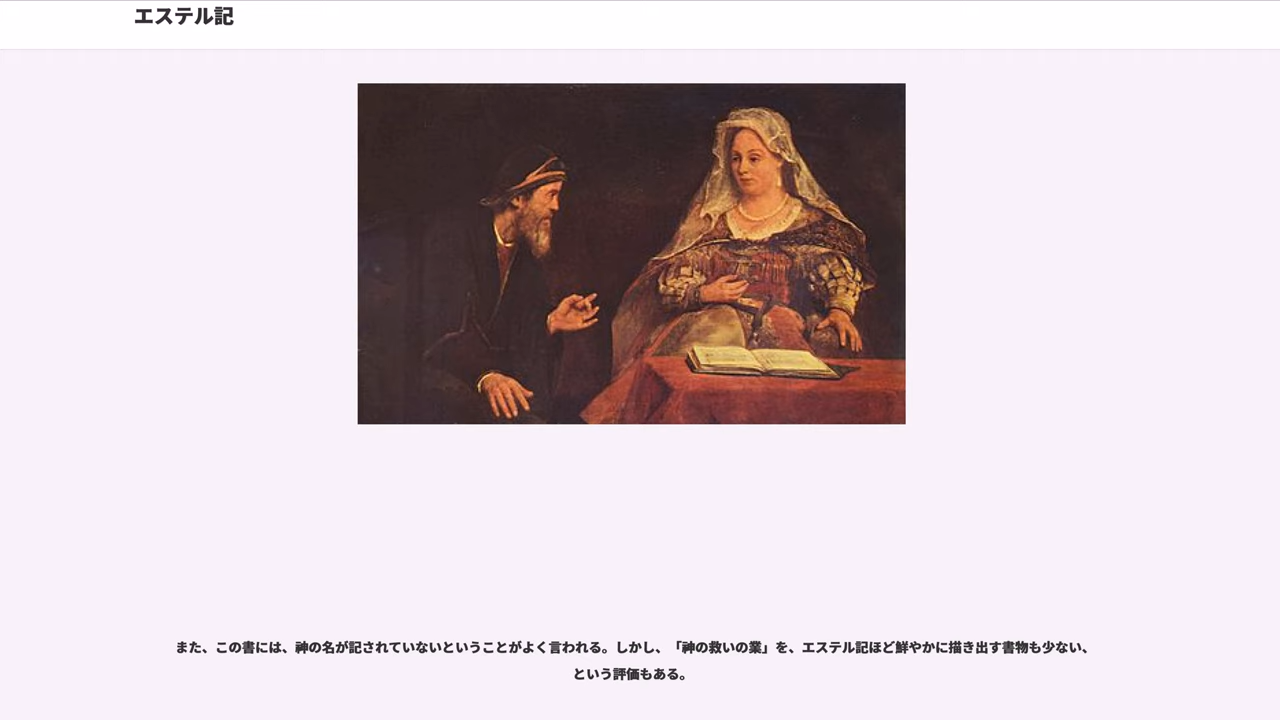 エステル記
また、この書には、神の名が記されていないということがよく言われる。しかし、「神の救いの業」を、エステル記ほど鮮やかに描き出す書物も少ない、
という評価もある。